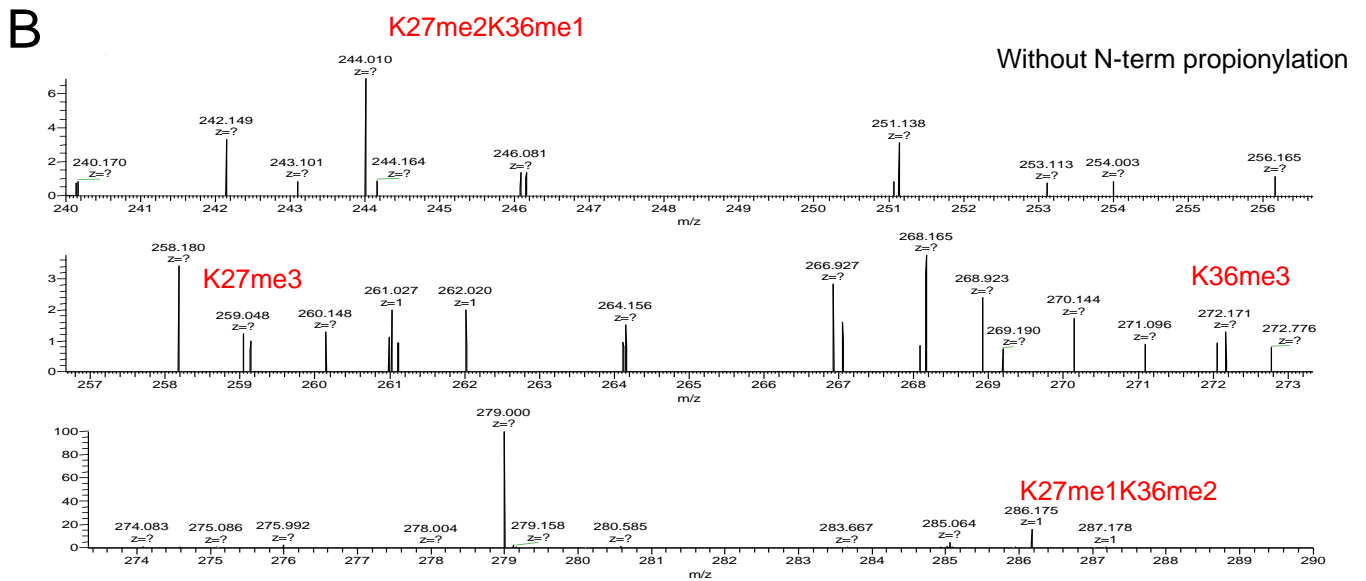 B
K27me2K36me1
Without N-term propionylation
244.010
z=?
6
4
2
0
242.149
z=?
251.138
z=?
240.170
z=?
243.101
z=?
244.164
z=?
246.081
z=?
253.113
z=?
254.003
z=?
256.165
z=?
240 241 242 243 244 245 246 247 248 249 250 251 252 253 254 255 256
m/z
258.180
z=?
K27me3
3
2
1
0
259.048
z=?
260.148
z=?
261.027
z=1
262.020
z=1
264.156
z=?
266.927
z=?
268.165
z=?
268.923
z=?
269.190
z=?
270.144
z=?
271.096
z=?
K36me3
272.171
z=?
272.776
z=?
257 258 259 260 261 262 263 264 265 266 267 268 269 270 271 272 273
m/z
279.000
z=?
100
80
60
40
20
0
K27me1K36me2
274.083
z=?
275.086
z=?
275.992
z=?
278.004
z=?
279.158
z=?
280.585
z=?
283.667
z=?
285.064
z=?
286.175
z=1
287.178
z=1
274 275 276 277 278 279 280 281 282 283 284 285 286 287 288 289 290
m/z